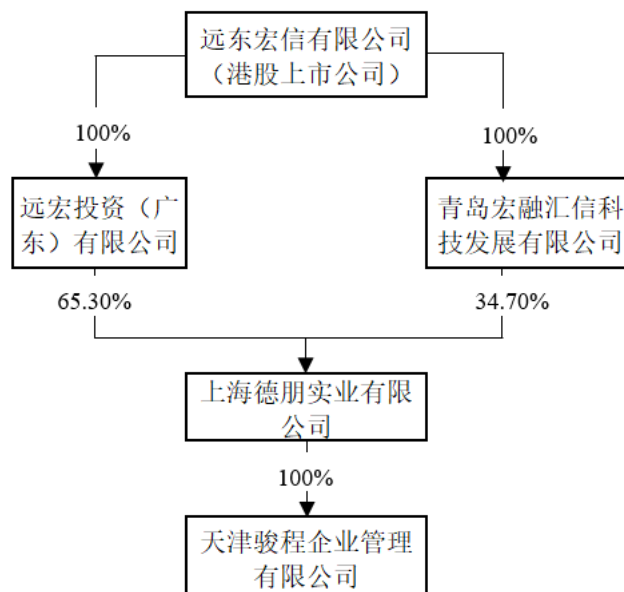 远东宏信有限公司
（港股上市公司）
100%
100%
远宏投资（广
东）有限公司
青岛宏融汇信科
技发展有限公司
65.30%
34.70%
上海德朋实业有限
公司
100%
天津骏程企业管理
有限公司